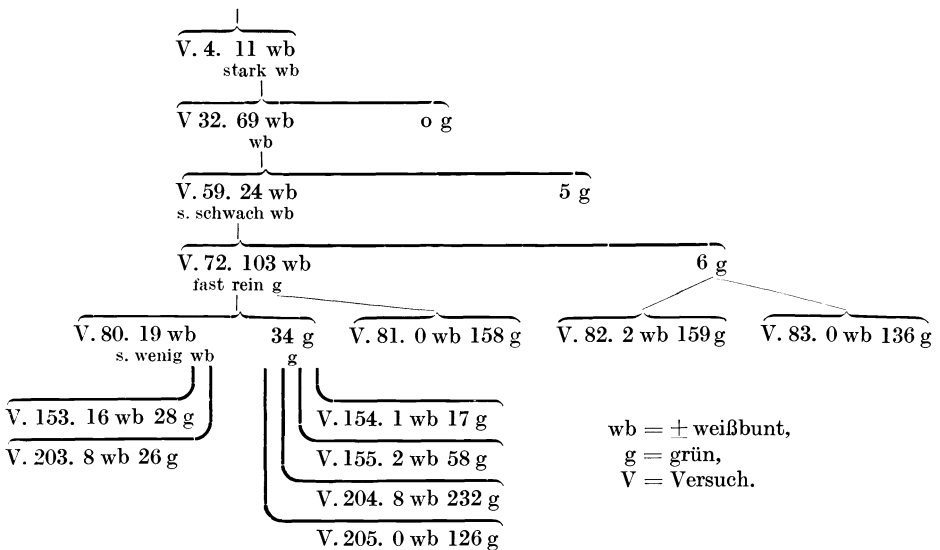 V. 4. 11 wb
stark wb
V 32. 69 wb o g
wb
V. 59. 24 wb 5 g
s. schwach wb
V. 72. 103 wb 6 g
fast rein g
V. 80. 19 wb 34 g V. 81. 0 wb 158 g V. 82. 2 wb 159 g V. 83. 0 wb 136 g
s. wenig wb g
V. 153. 16 wb 28 g V. 154. 1 wb 17 g
V. 203. 8 wb 26 g V. 155. 2 wb 58 g
V. 204. 8 wb 232 g
V. 205. 0 wb 126 g
wb = ± weißbunt,
g = grün,
V = Versuch.